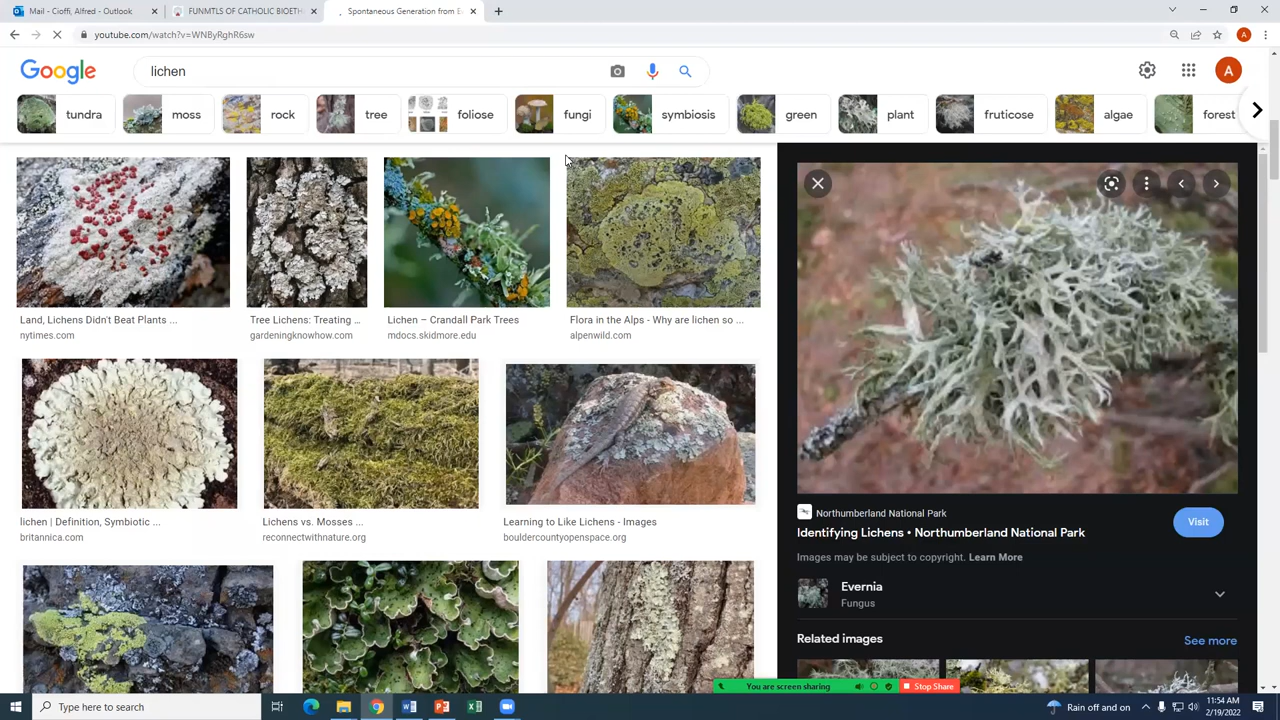 Mail - Cioffi, Alfred - Outlook
FUNMTLS OF CATHOLIC BIOETH
Spontaneous Generation from E
youtube.com/watch?v=WNByRghR6sw
A
Google
lichen
A
tundra
moss
rock
tree
foliose
fungi
symbiosis
green
plant
fruticose
algae
forest
Land, Lichens Didn't Beat Plants ...
nytimes.com
Tree Lichens: Treating ...
gardeningknowhow.com
Lichen – Crandall Park Trees
mdocs.skidmore.edu
Flora in the Alps - Why are lichen so ...
alpenwild.com
lichen | Definition, Symbiotic ...
britannica.com
Lichens vs. Mosses ...
reconnectwithnature.org
Learning to Like Lichens - Images
bouldercountyopenspace.org
Northumberland National Park
Identifying Lichens • Northumberland National Park
Visit
Images may be subject to copyright. Learn More
Evernia
Fungus
Related images
See more
You are screen sharing
Stop Share
Type here to search
Rain off and on
11:54 AM
2/19/2022